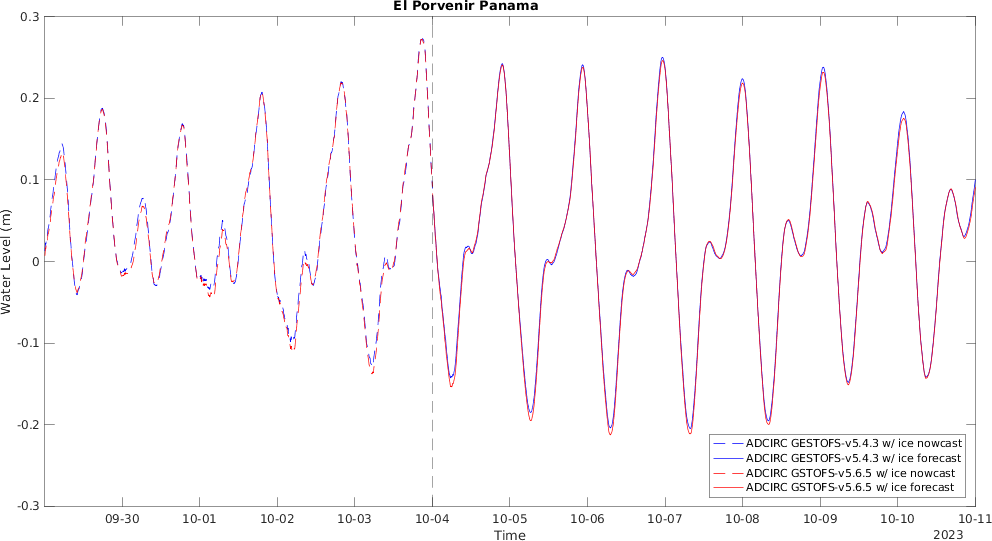 El Porvenir Panama
0.3
0.2
0.1
0
-0.1
-0.2
-0.3
Water Level (m)
ADCIRC GESTOFS-v5.4.3 w/ ice nowcast
ADCIRC GESTOFS-v5.4.3 w/ ice forecast
ADCIRC GSTOFS-v5.6.5 w/ ice nowcast
ADCIRC GSTOFS-v5.6.5 w/ ice forecast
09-30 10-01 10-02 10-03 10-04 10-05 10-06 10-07 10-08 10-09 10-10 10-11
Time
2023